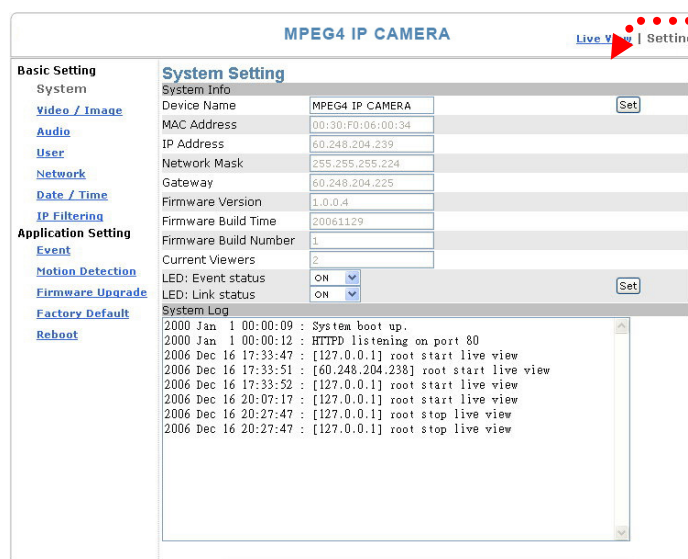 MPEG4 IP CAMERA
Live View | Setting
Basic Setting
System
Video / Image
Audio
User
Network
Date / Time
IP Filtering
Application Setting
Event
Motion Detection
Firmware Upgrade
Factory Default
Reboot
System Setting
System Info
Device Name MPEG4 IP CAMERA Set
MAC Address 00:30:F0:06:00:34
IP Address 60.248.204.239
Network Mask 255.255.255.224
Gateway 60.248.204.225
Firmware Version 1.0.0.4
Firmware Build Time 20061129
Firmware Build Number 1
Current Viewers 2
LED: Event status ON
LED: Link status ON Set
System Log
2000 Jan 1 00:00:09 : System boot up.
2000 Jan 1 00:00:12 : HTTPD listening on port 80
2006 Dec 16 17:33:47 : [127.0.0.1] root start live view
2006 Dec 16 17:33:51 : [60.248.204.238] root start live view
2006 Dec 16 17:33:52 : [127.0.0.1] root start live view
2006 Dec 16 20:07:17 : [127.0.0.1] root start live view
2006 Dec 16 20:27:47 : [127.0.0.1] root stop live view
2006 Dec 16 20:27:47 : [127.0.0.1] root stop live view